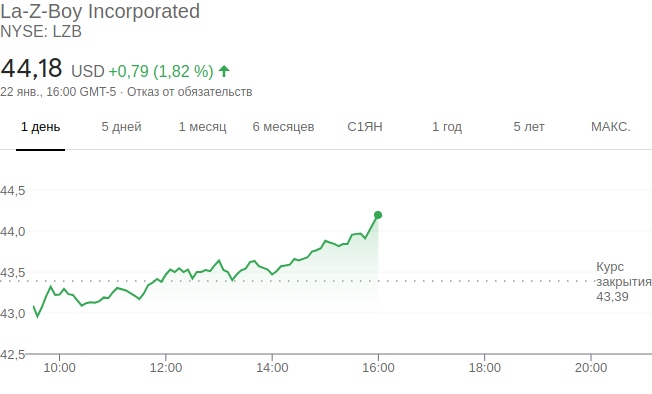 La-Z-Boy Incorporated
NYSE: LZB
44,18 USD +0,79 (1,82 %)
22 янв., 16:00 GMT-5 · Отказ от обязательств
1 день 5 дней 1 месяц 6 месяцев С1ЯН 1 год 5 лет МАКС.
44,5
44,0
43,5
43,0
42,5
Курс
закрытия
43,39
10:00 12:00 14:00 16:00 18:00 20:00